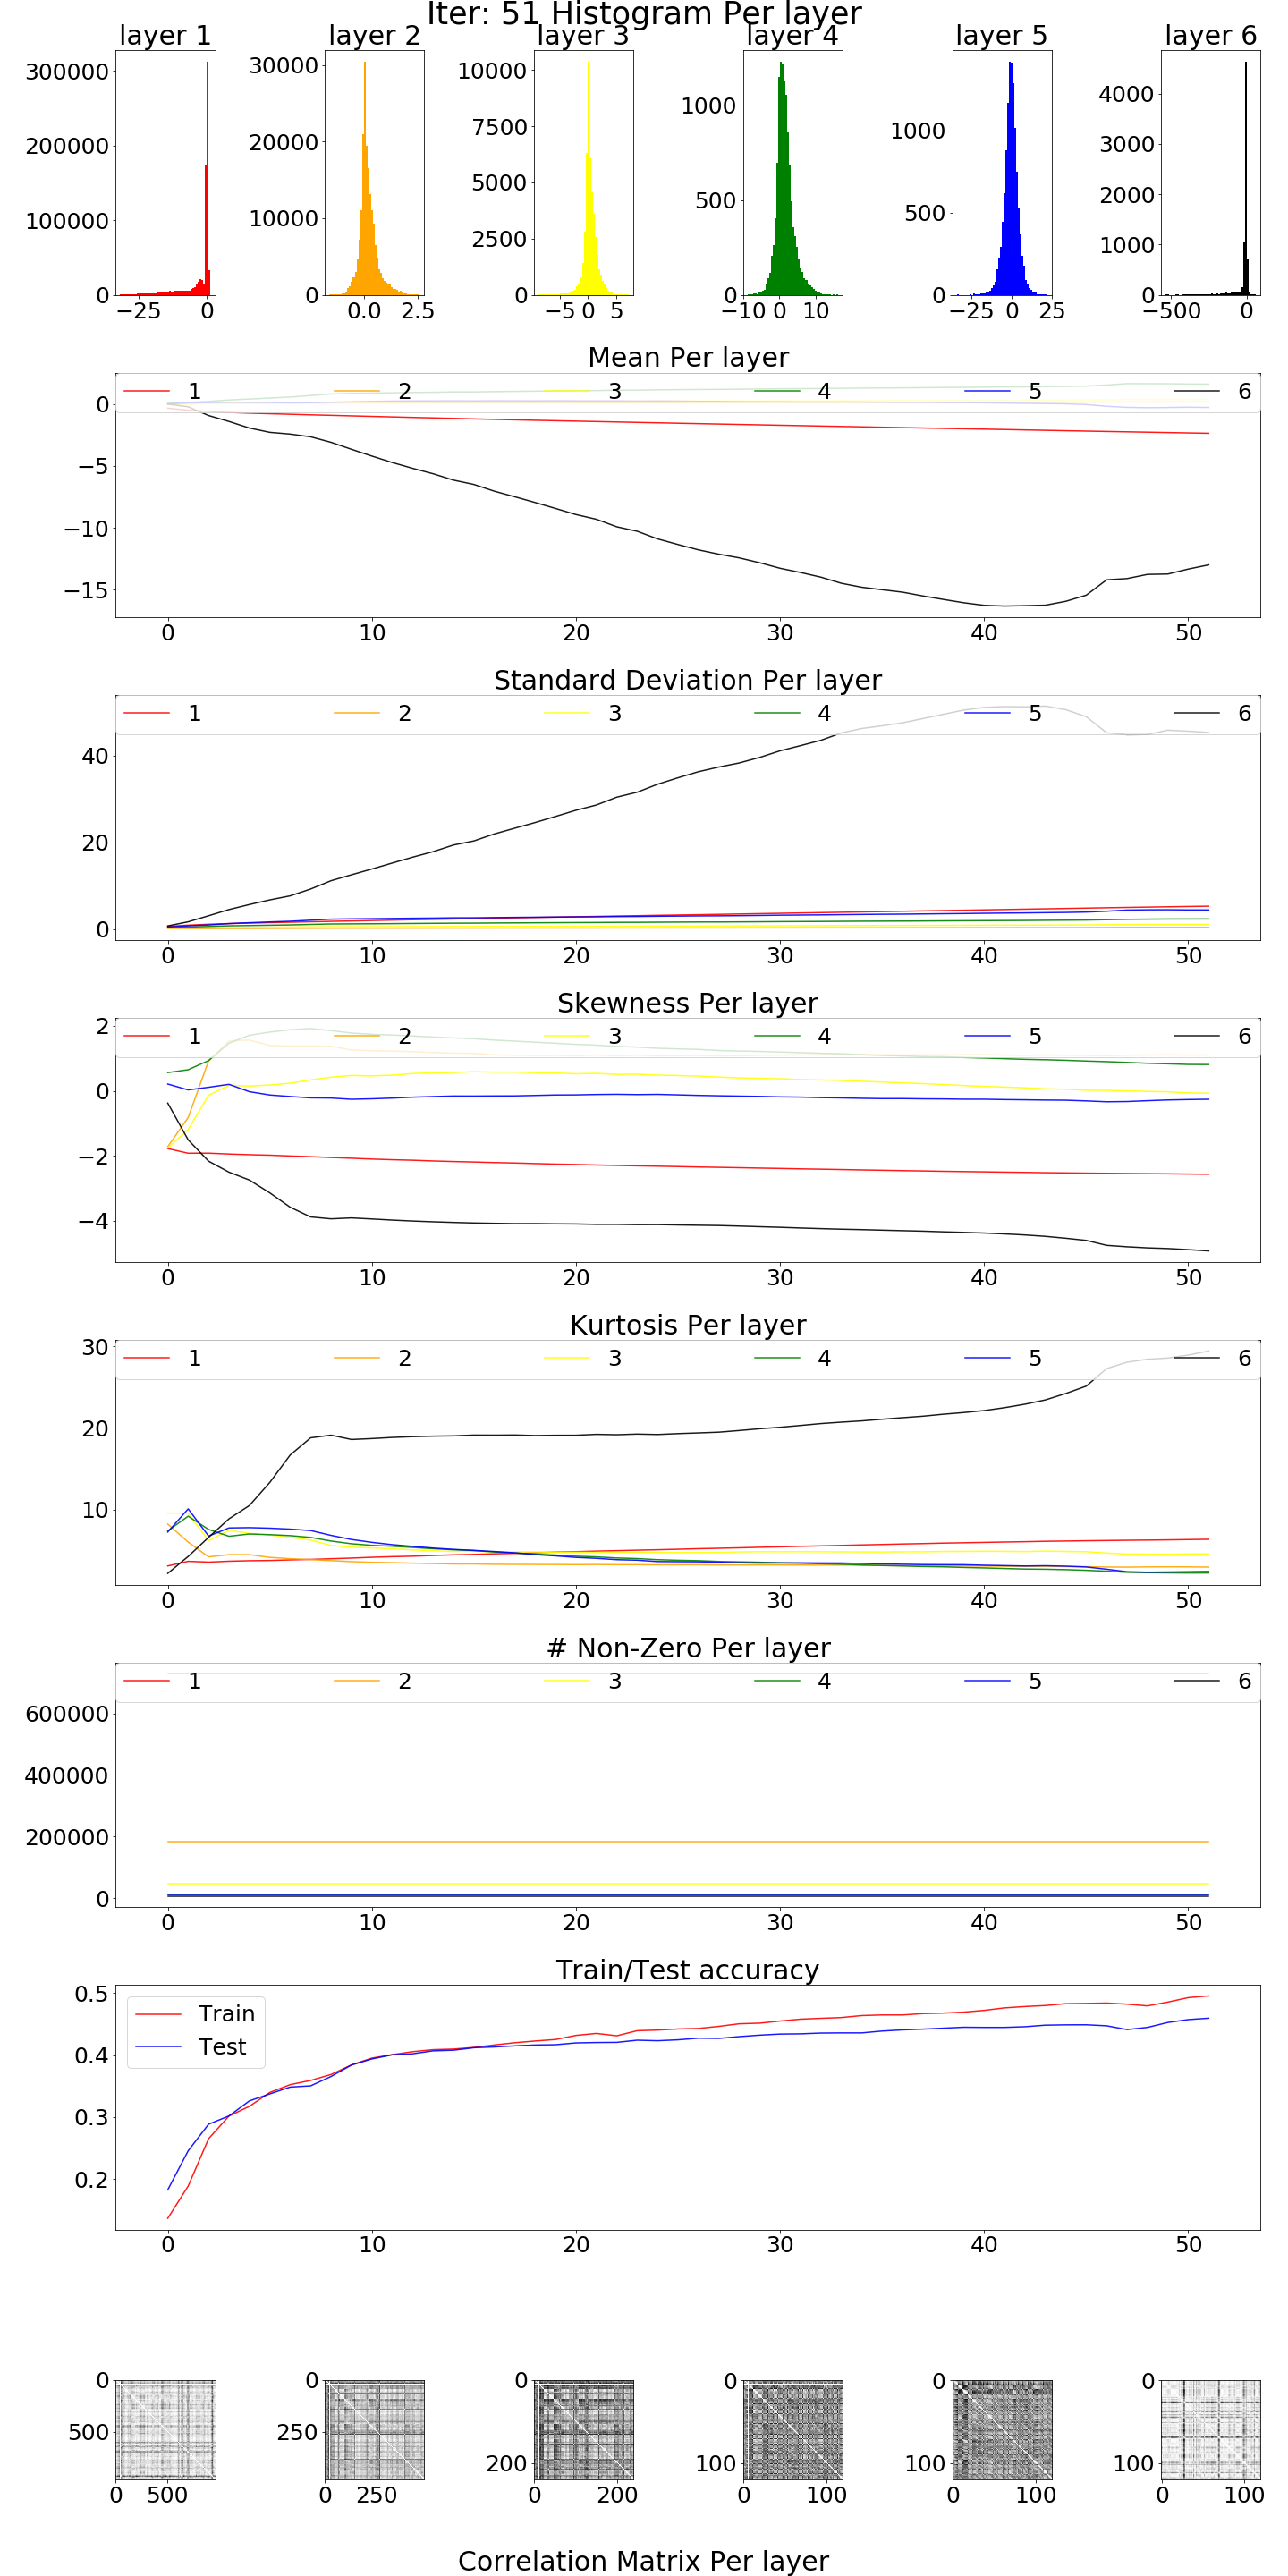 Iter: 51 Histogram Per layer
layer 1 layer 2 layer 3 layer 4 layer 5 layer 6
300000
200000
100000
0
−25 0
30000
20000
10000
0
0.0 2.5
10000
7500
5000
2500
0
−5 0 5
1000
500
0
−10 0 10
1000
500
0
−25 0 25
4000
3000
2000
1000
0
−500 0
Mean Per layer
1 2 3 4 5 6
0
−5
−10
−15
0 10 20 30 40 50
Standard Deviation Per layer
1 2 3 4 5 6
40
20
0
0 10 20 30 40 50
Skewness Per layer
1 2 3 4 5 6
2
0
−2
−4
0 10 20 30 40 50
Kurtosis Per layer
1 2 3 4 5 6
30
20
10
0 10 20 30 40 50
# Non-Zero Per layer
1 2 3 4 5 6
600000
400000
200000
0
0 10 20 30 40 50
Train/Test accuracy
Train
Test
0.5
0.4
0.3
0.2
0 10 20 30 40 50
0
500
0 500
0
250
0 250
0
200
0 200
0
100
0 100
0
100
0 100
0
100
0 100
Correlation Matrix Per layer